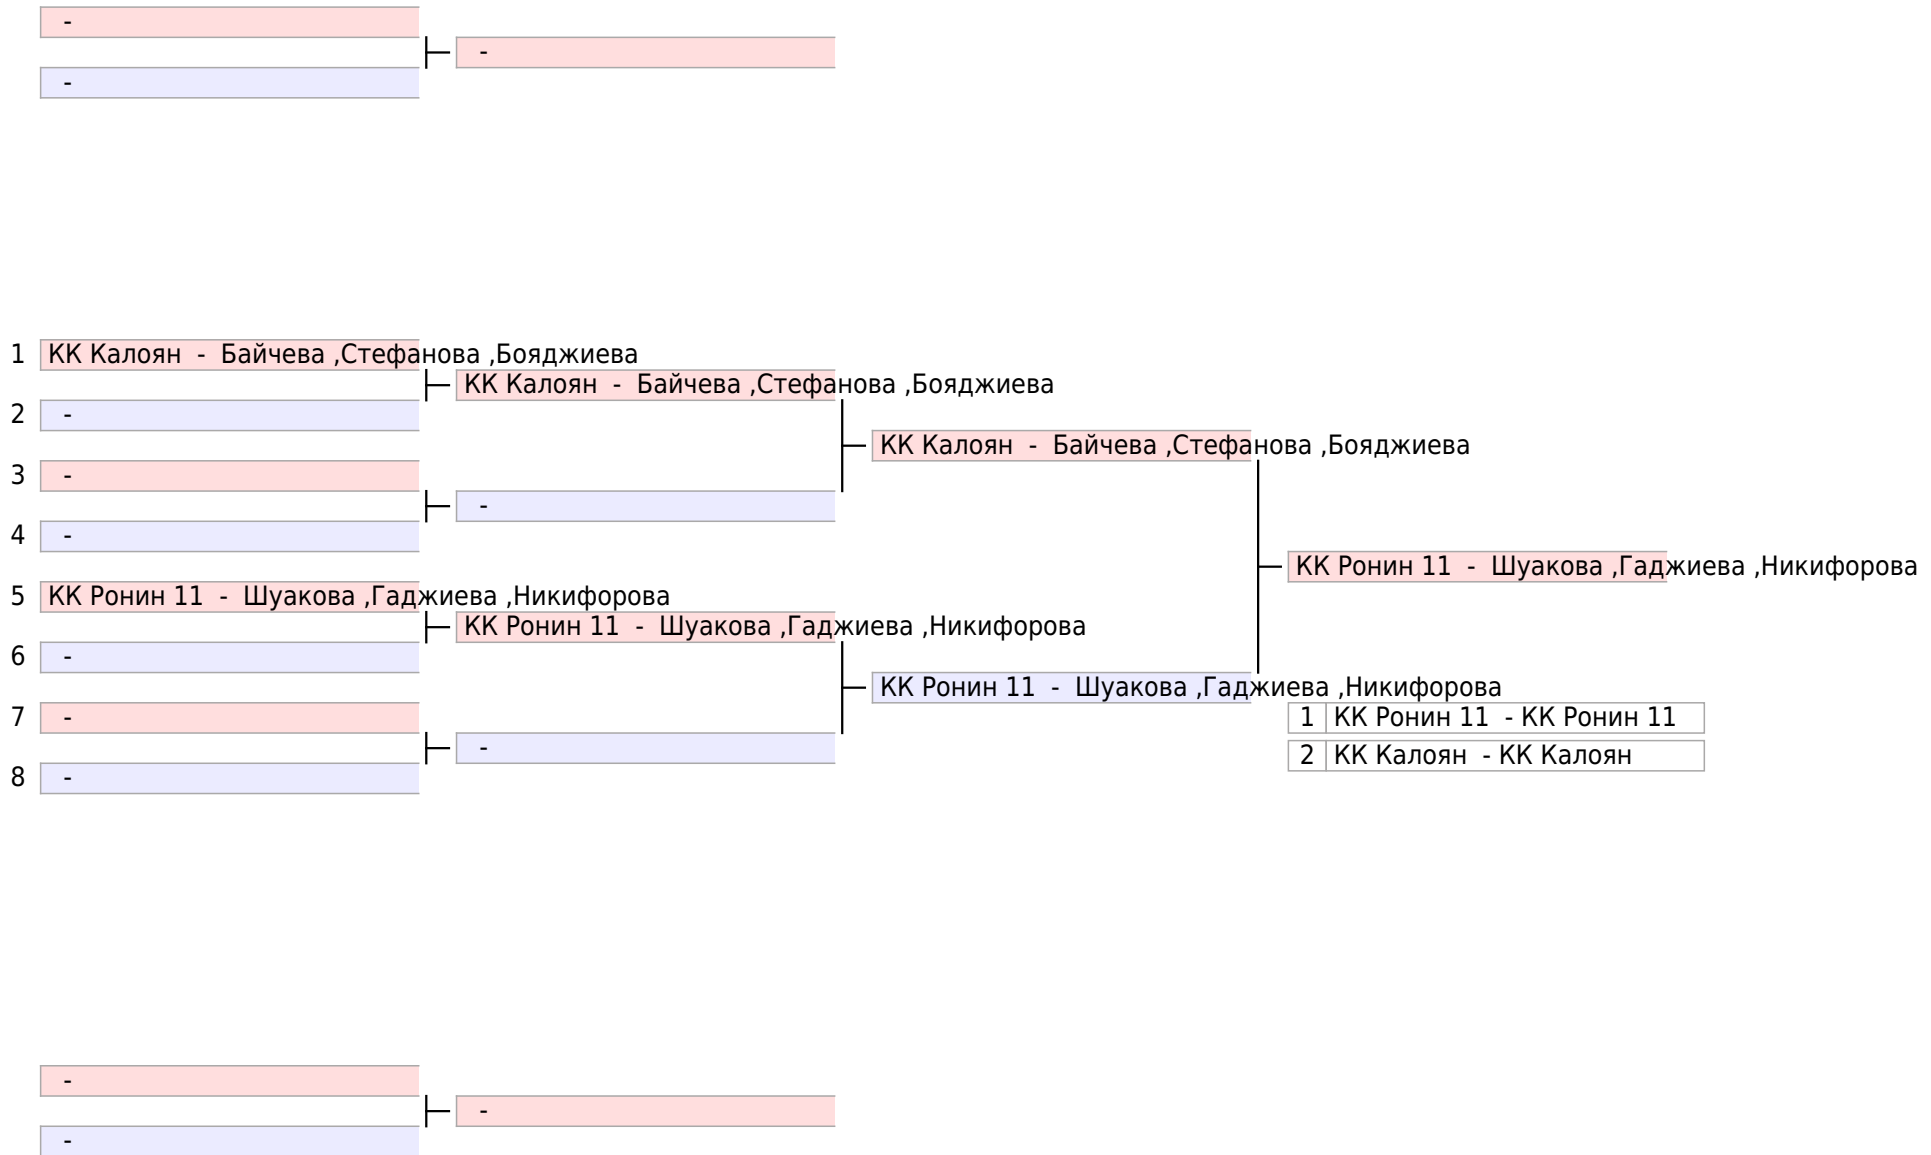 -
-
-
1 КК Калоян - Байчева ,Стефанова ,Бояджиева
КК Калоян - Байчева ,Стефанова ,Бояджиева
2 -
КК Калоян - Байчева ,Стефанова ,Бояджиева
3 -
-
4 -
КК Ронин 11 - Шуакова ,Гаджиева ,Никифорова
5 КК Ронин 11 - Шуакова ,Гаджиева ,Никифорова
КК Ронин 11 - Шуакова ,Гаджиева ,Никифорова
6 -
КК Ронин 11 - Шуакова ,Гаджиева ,Никифорова
7 -
1 КК Ронин 11 - КК Ронин 11
-
2 КК Калоян - КК Калоян
8 -
-
-
-